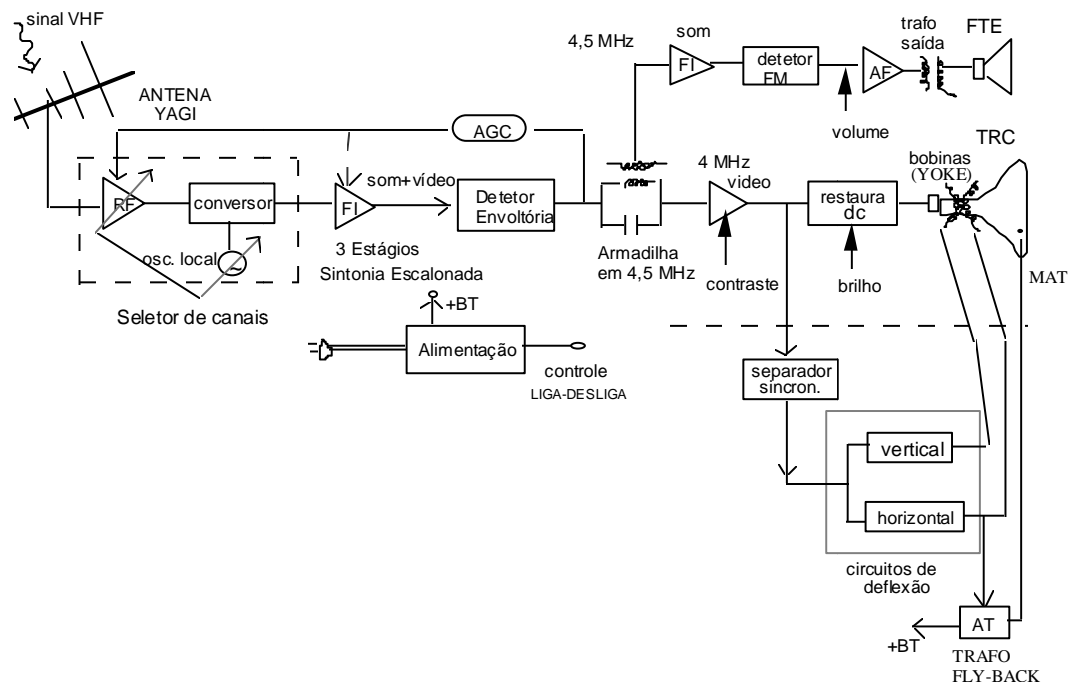 sinal VHF
ANTENA
YAGI
AGC
RF
conversor
osc. local
~
Seletor de canais
FI
som+vídeo
3 Estágios
Sintonia Escalonada
Detetor
Envoltória
4,5 MHz
som
FI
detetor
FM
volume
AF
trafo
saída
FTE
Armadilha
em 4,5 MHz
4 MHz
video
contraste
restaura
dc
brilho
bobinas
(YOKE)
TRC
MAT
+BT
Alimentação
controle
LIGA-DESLIGA
separador
sincron.
vertical
horizontal
circuitos de
deflexão
AT
+BT
TRAFO
FLY-BACK